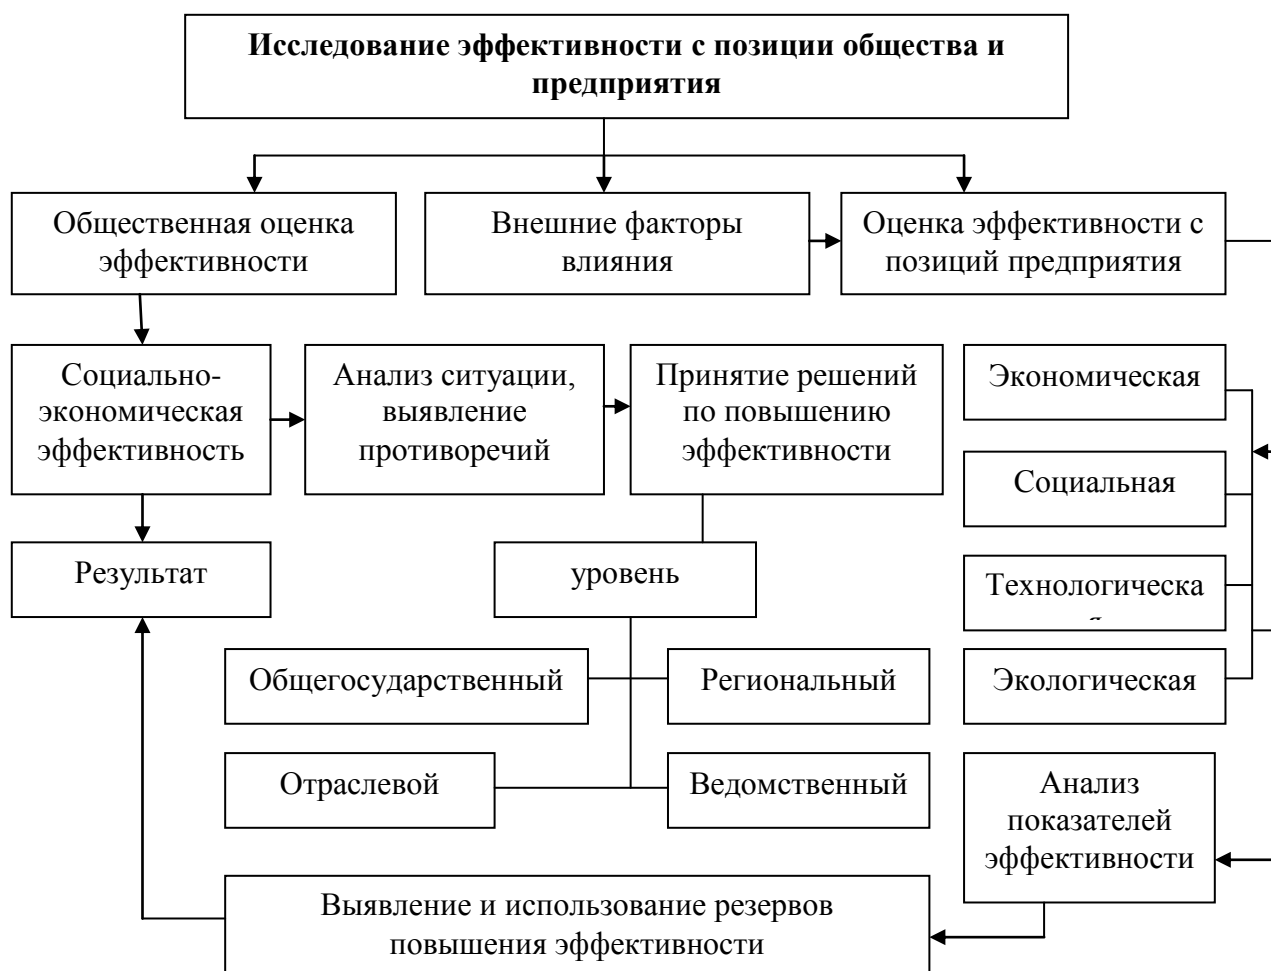 Исследование эффективности с позиции общества и
предприятия
Общественная оценка
эффективности
Внешние факторы
влияния
Оценка эффективности с
позиций предприятия
Социально-
экономическая
эффективность
Анализ ситуации,
выявление
противоречий
Принятие решений
по повышению
эффективности
Экономическая
Социальная
Результат
уровень
Технологическа
я
Общегосударственный
Региональный
Экологическая
Отраслевой
Ведомственный
Анализ
показателей
эффективности
Выявление и использование резервов
повышения эффективности